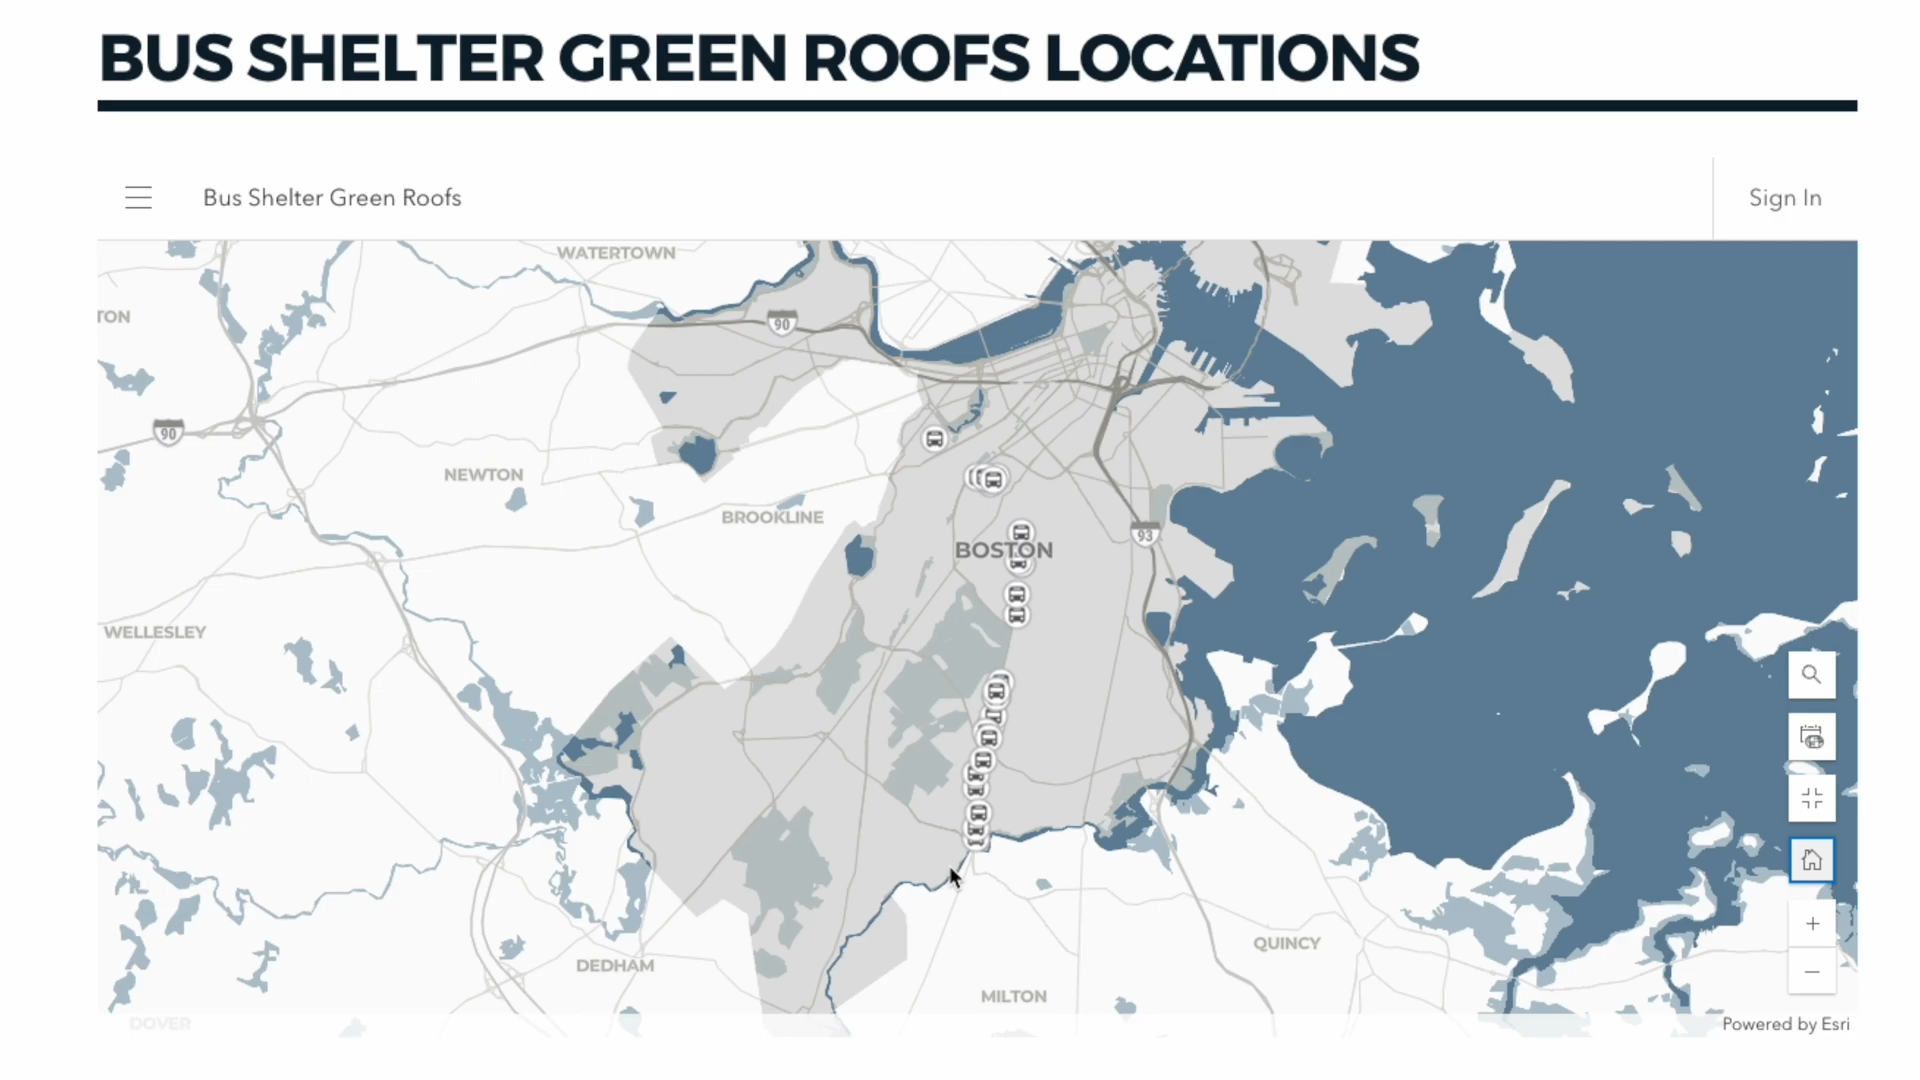 BUS SHELTER GREEN ROOFS LOCATIONS
Bus Shelter Green Roofs
Sign In
WATERTOWN
TON
90
90
NEWTON
BROOKLINE
BOSTON
93
WELLESLEY
QUINCY
DEDHAM
MILTON
DOVER
Powered by Esri